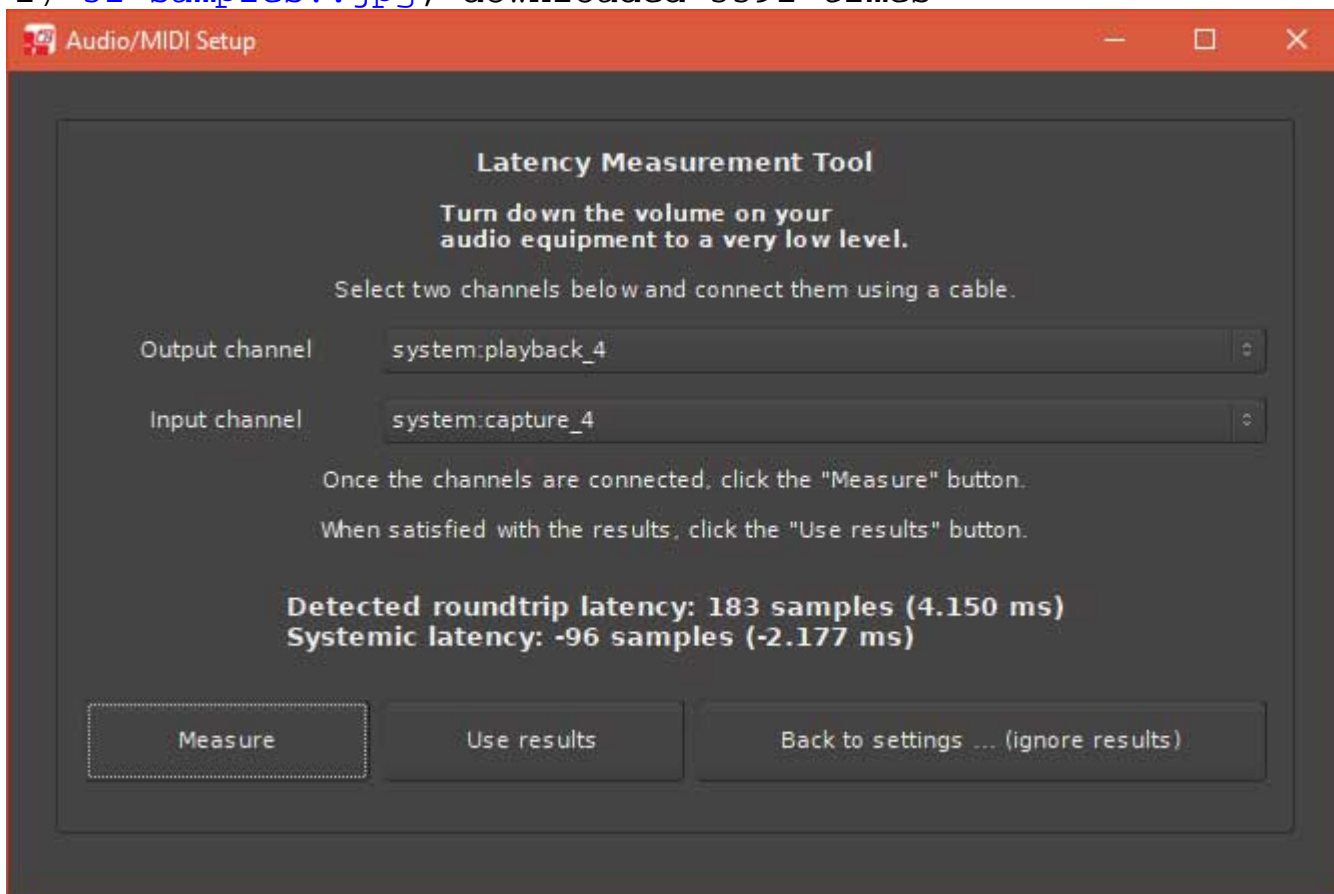 Audio/MIDI Setup
Latency Measurement Tool
Turn down the volume on your
audio equipment to a very low level.
Select two channels below and connect them using a cable.
Output channel system:playback_4
Input channel system:capture_4
Once the channels are connected, click the "Measure" button.
When satisfied with the results, click the "Use results" button.
Detected roundtrip latency: 183 samples (4.150 ms)
Systemic latency: -96 samples (-2.177 ms)
Measure Use results Back to settings ... (ignore results)